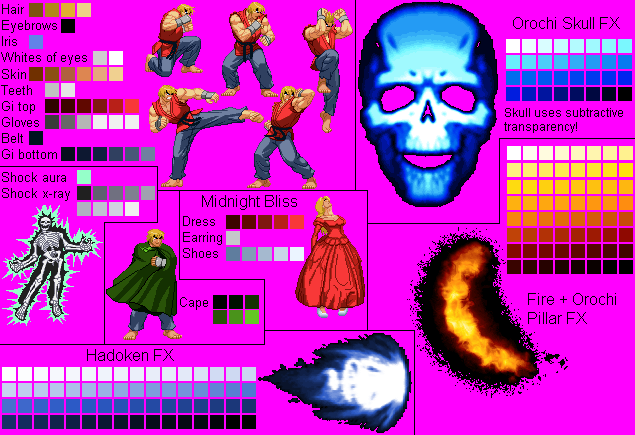 Hair
Eyebrows
Iris
Whites of eyes
Skin
Teeth
Gi top
Gloves
Belt
Gi bottom
Shock aura
Shock x-ray
Midnight Bliss
Dress
Earring
Shoes
Cape
Orochi Skull FX
Skull uses subtractive
transparency!
Fire + Orochi
Pillar FX
Hadoken FX